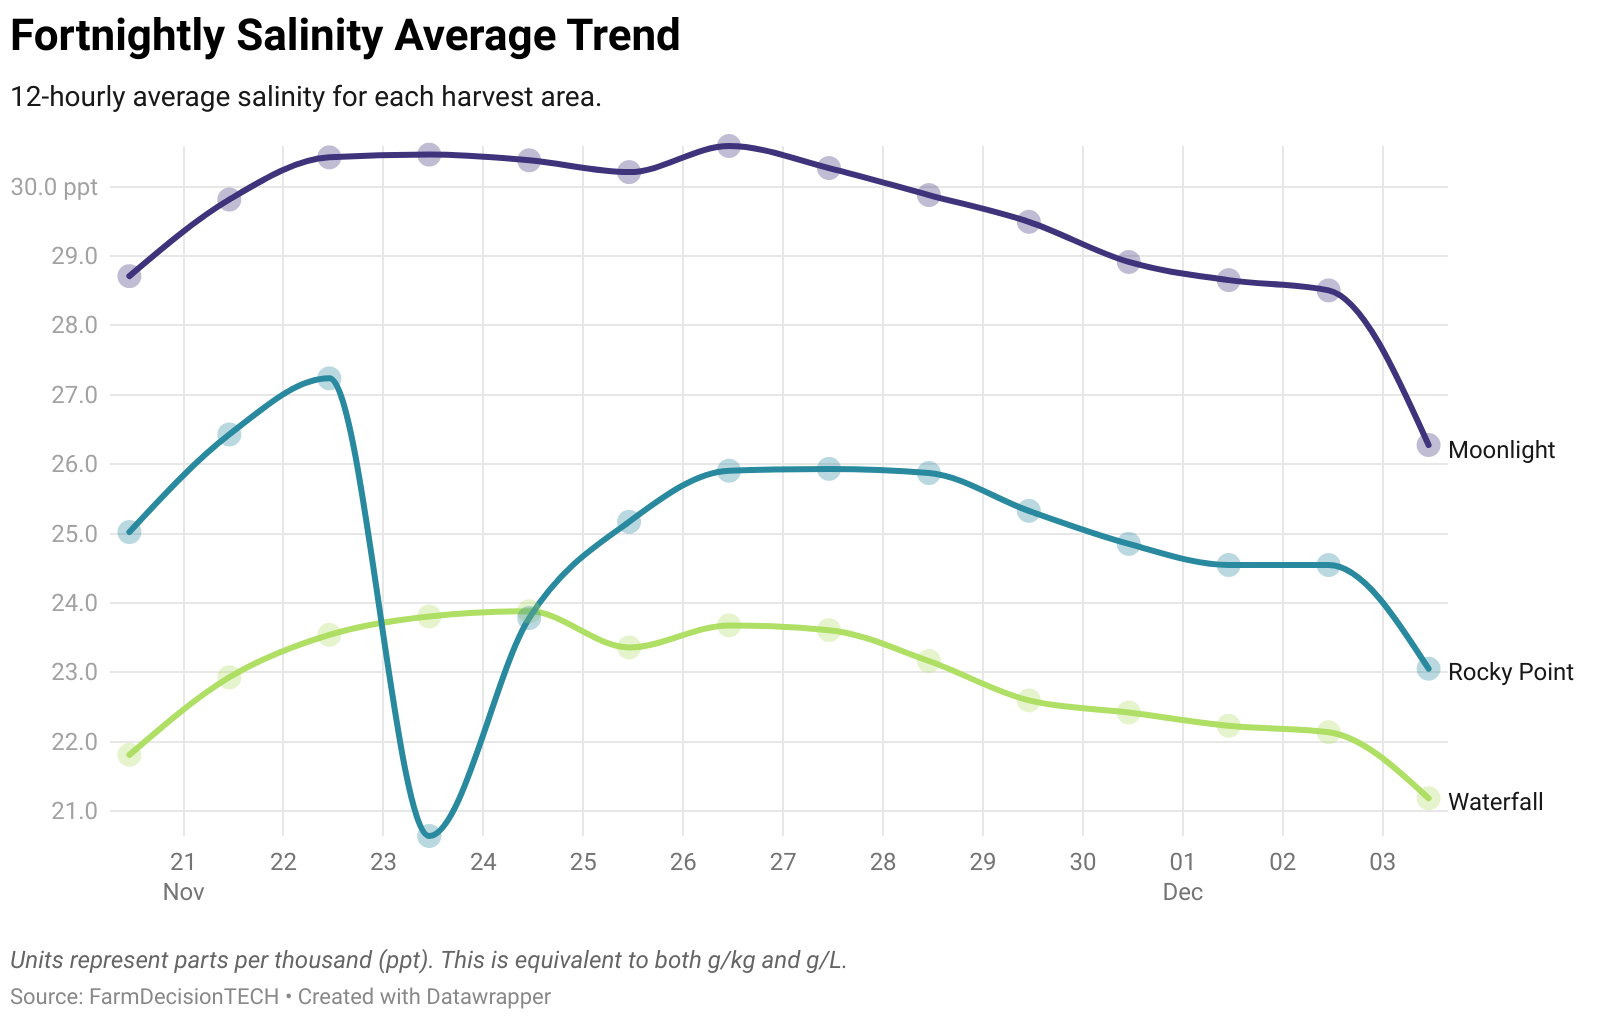 Fortnightly Salinity Average Trend
12-hourly average salinity for each harvest area.
30.0 ppt
29.0
28.0
27.0
26.0
25.0
24.0
23.0
22.0
21.0
Moonlight
Rocky Point
Waterfall
21 22 23 24 25 26 27 28 29 30 01 02 03
Nov Dec
Units represent parts per thousand (ppt). This is equivalent to both g/kg and g/L.
Source: FarmDecisionTECH • Created with Datawrapper